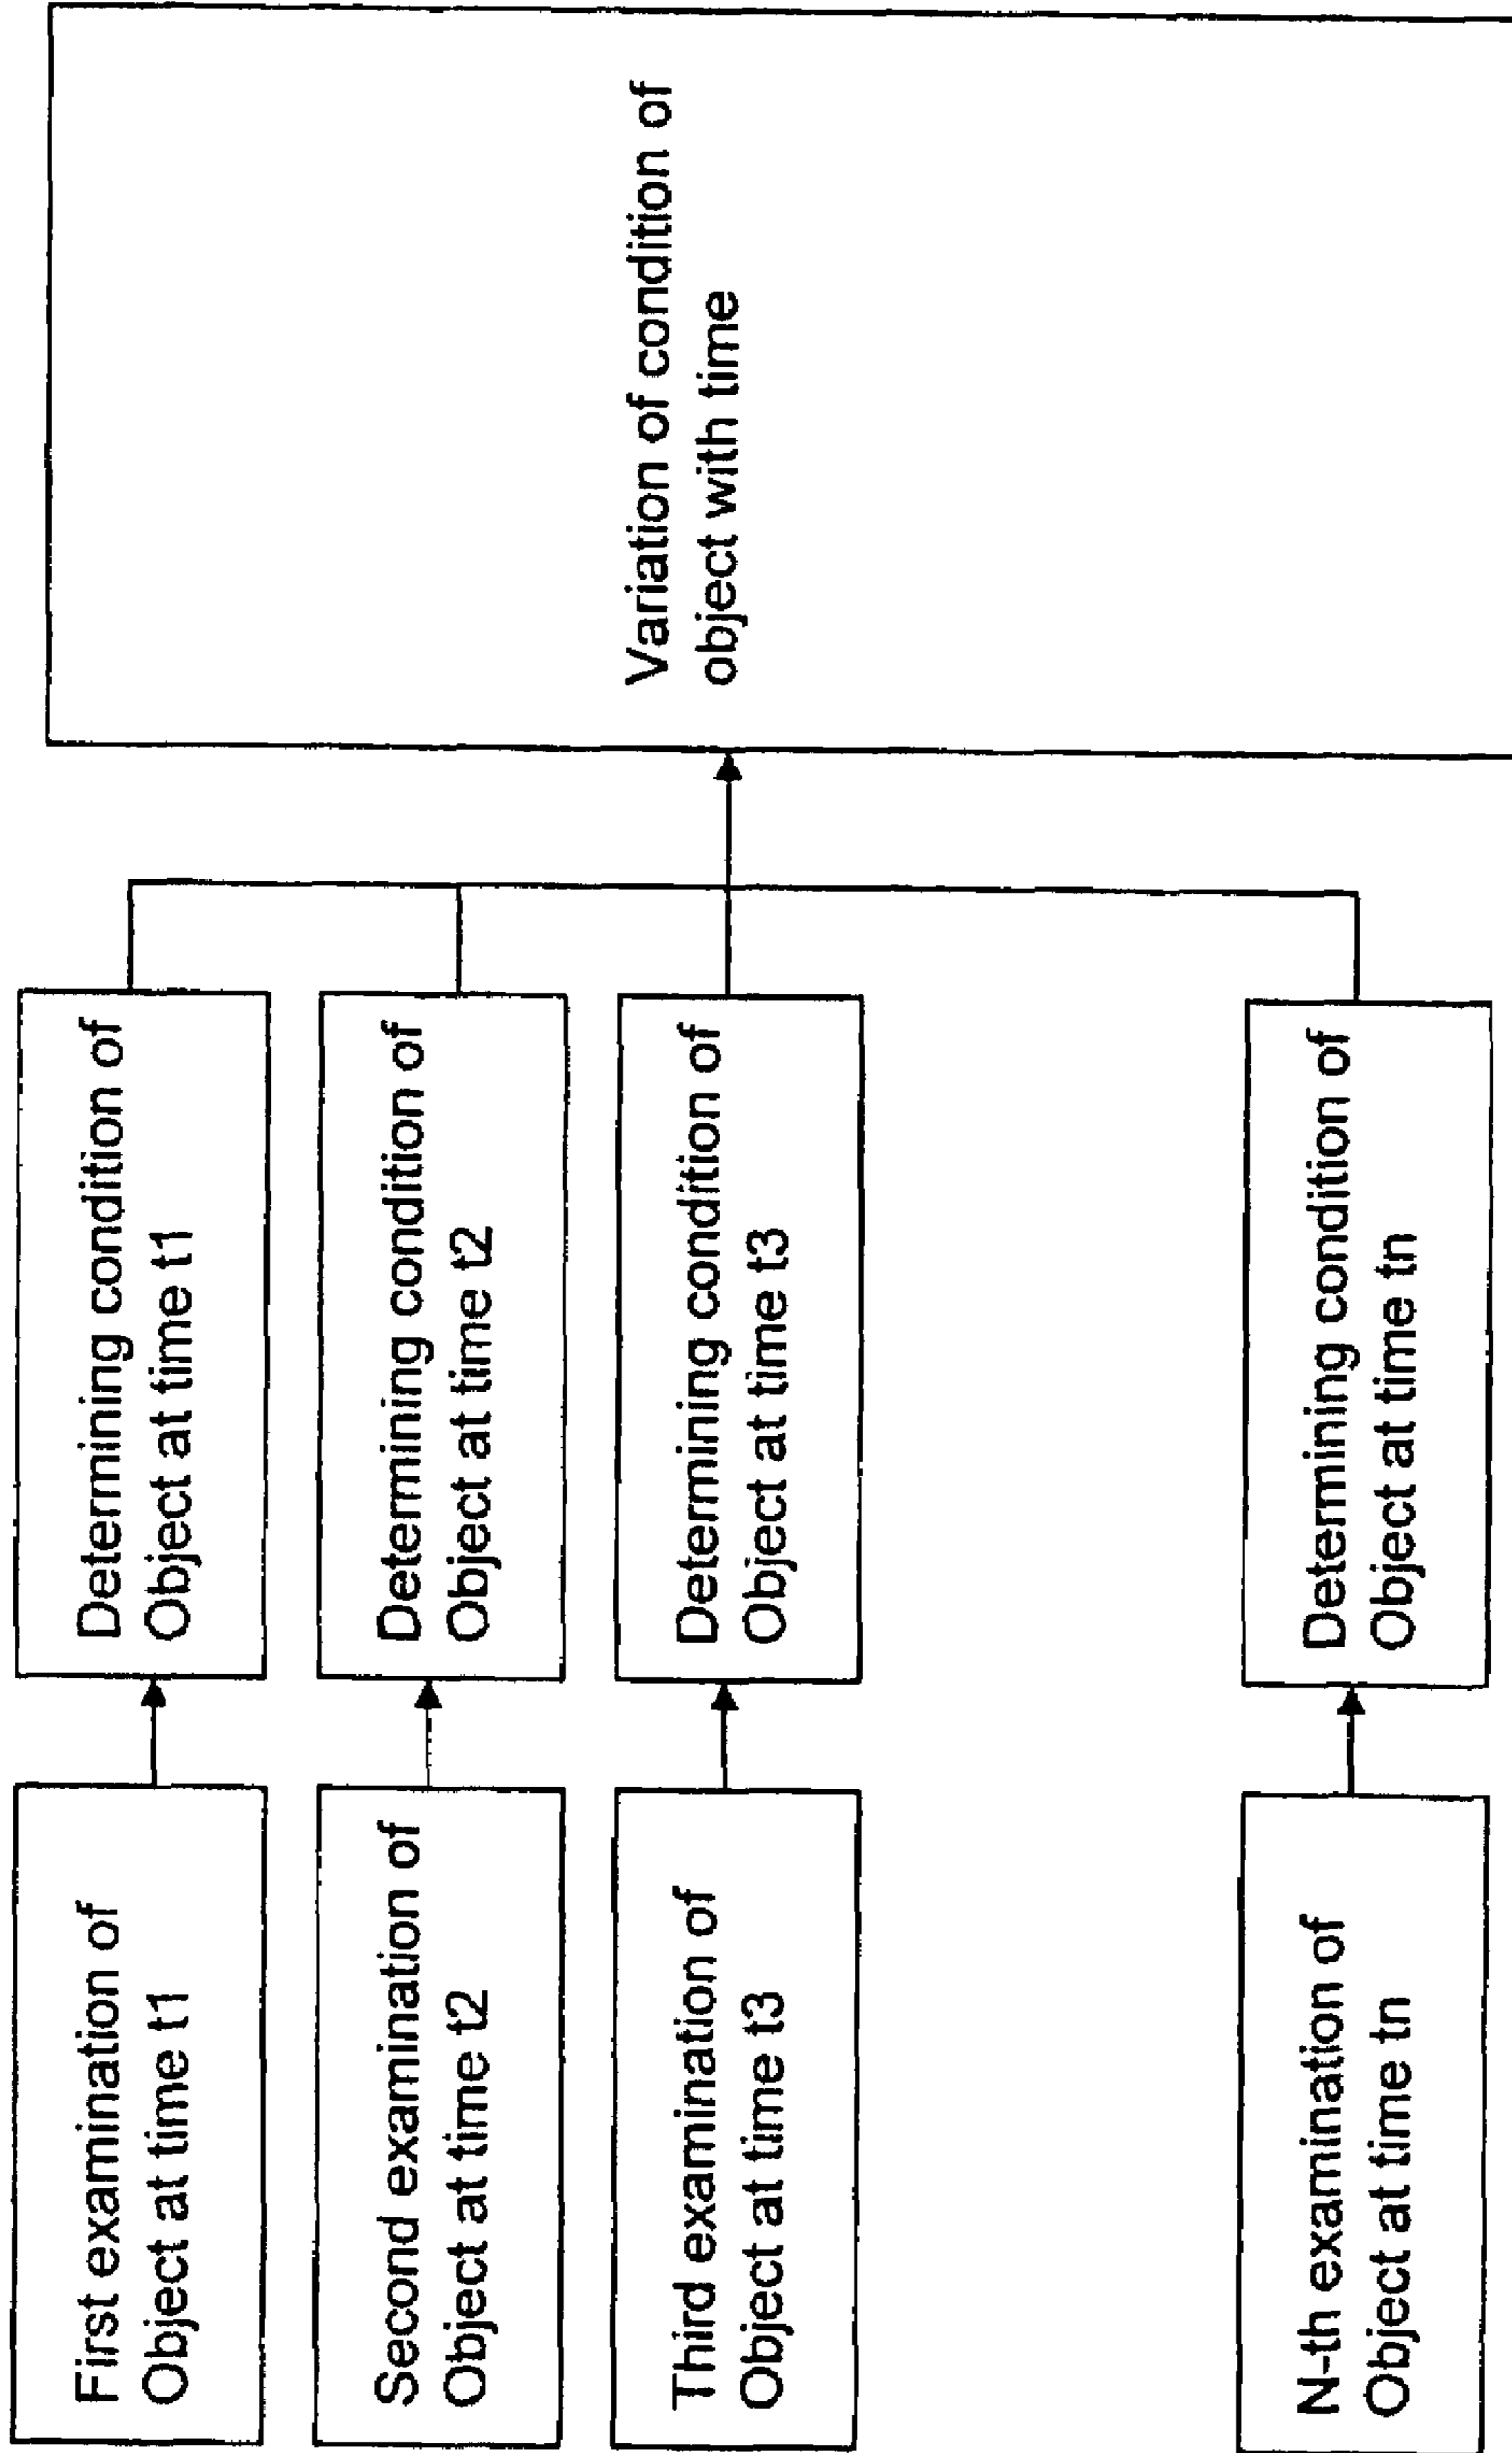 First examination of
Object at time t1
Determining condition of
Object at time t1
Second examination of
Object at time t2
Determining condition of
Object at time t2
Third examination of
Object at time t3
Determining condition of
Object at time t3
N-th examination of
Object at time tn
Determining condition of
Object at time tn
Variation of condition of
object with time